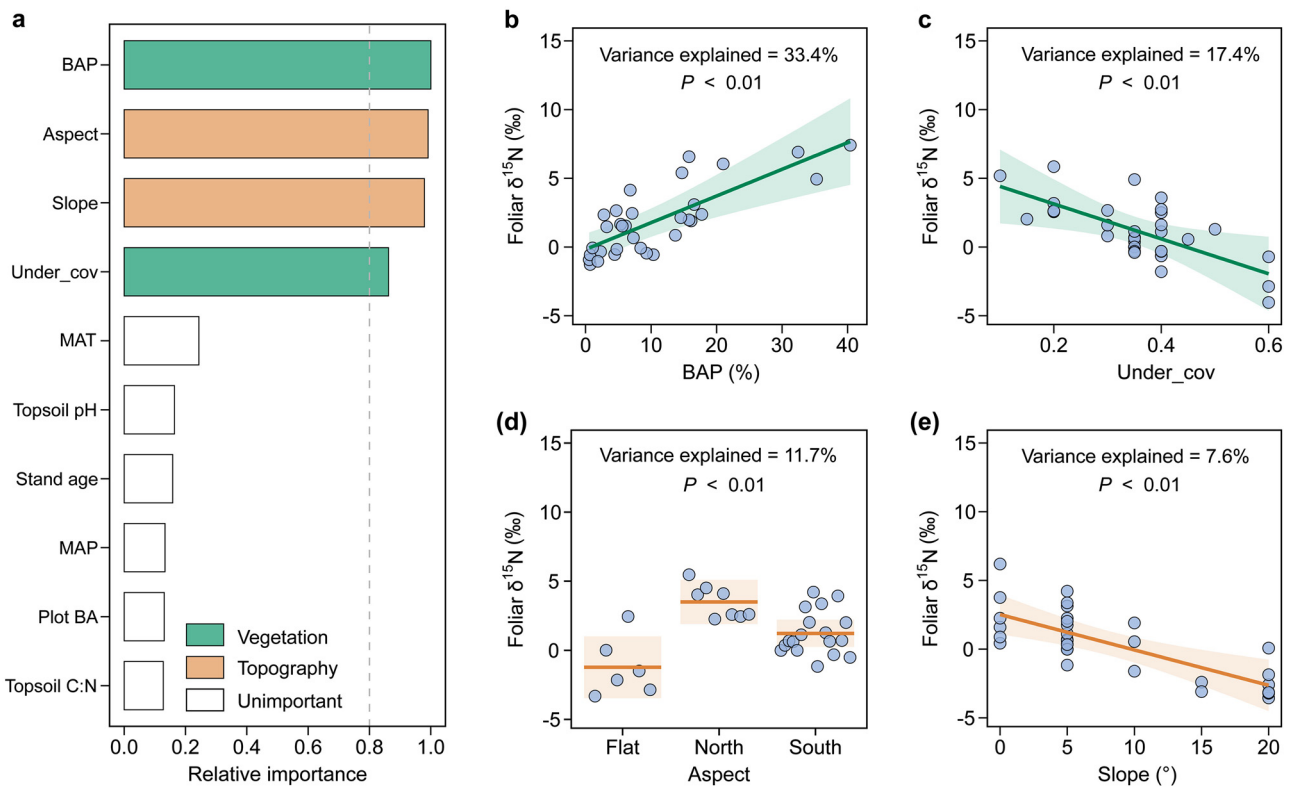 a
BAP
Aspect
Slope
Under_cov
MAT
Topsoil pH
Stand age
MAP
Plot BA
Topsoil C:N
Vegetation
Topography
Unimportant
0.0 0.2 0.4 0.6 0.8 1.0
Relative importance
b
Variance explained = 33.4%
P < 0.01
15
10
5
0
-5
Foliar δ¹⁵N (‰)
0 10 20 30 40
BAP (%)
c
Variance explained = 17.4%
P < 0.01
15
10
5
0
-5
Foliar δ¹⁵N (‰)
0.2 0.4 0.6
Under_cov
(d)
Variance explained = 11.7%
P < 0.01
15
10
5
0
-5
Foliar δ¹⁵N (‰)
Flat North South
Aspect
(e)
Variance explained = 7.6%
P < 0.01
15
10
5
0
-5
Foliar δ¹⁵N (‰)
0 5 10 15 20
Slope (°)